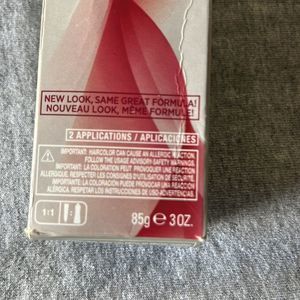 NEW LOOK, SAME GREAT FORMULA!
NOUVEAU LOOK, MÊME FORMULE!
2 APPLICATIONS / APLICACIONES
IMPORTANT: HAIRCOLOR CAN CAUSE AN ALLERGIC REACTION.
FOLLOW THE USAGE ADVISORY-SAFETY WARNINGS.
IMPORTANT: LA COLORATION PEUT PROVOQUER UNE RÉACTION
ALLERGIQUE. RESPECTER LES CONSIGNES D'UTILISATION DE SÉCURITÉ.
IMPORTANTE: LA COLORACIÓN PUEDE PROVOCAR UNA REACCIÓN
ALÉRGICA. RESPETAR LOS INSTRUCCIONES DE USO-ADVERTENCIAS.
1:1
85g e 3 OZ.